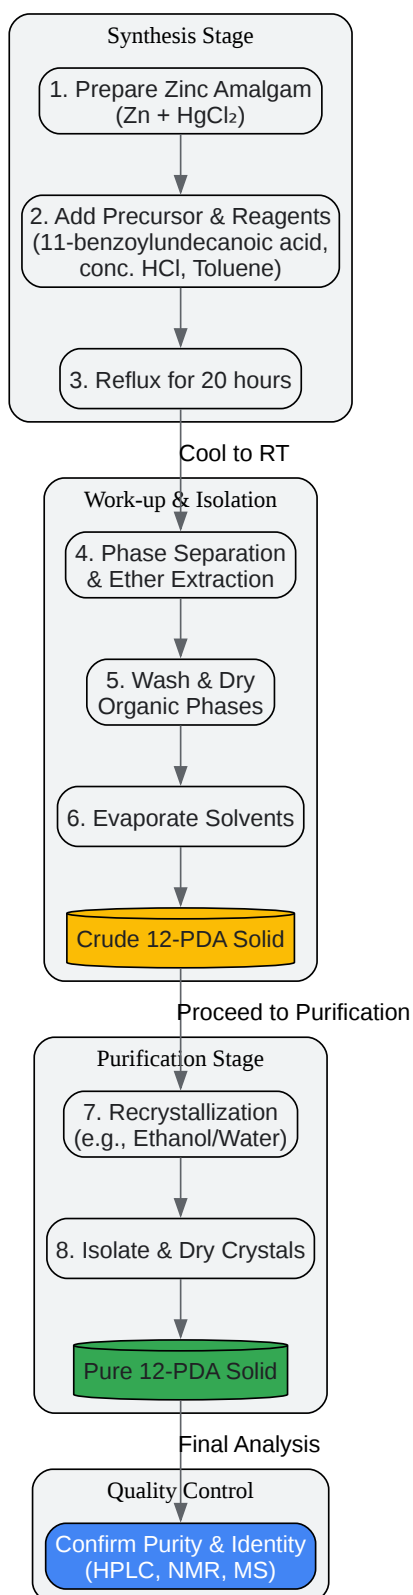 Synthesis Stage
1. Prepare Zinc Amalgam
(Zn + HgCl₂)
2. Add Precursor & Reagents
(11-benzoylundecanoic acid,
conc. HCl, Toluene)
3. Reflux for 20 hours
Cool to RT
Work-up & Isolation
4. Phase Separation
& Ether Extraction
5. Wash & Dry
Organic Phases
6. Evaporate Solvents
Crude 12-PDA Solid
Proceed to Purification
Purification Stage
7. Recrystallization
(e.g., Ethanol/Water)
8. Isolate & Dry Crystals
Pure 12-PDA Solid
Final Analysis
Quality Control
Confirm Purity & Identity
(HPLC, NMR, MS)